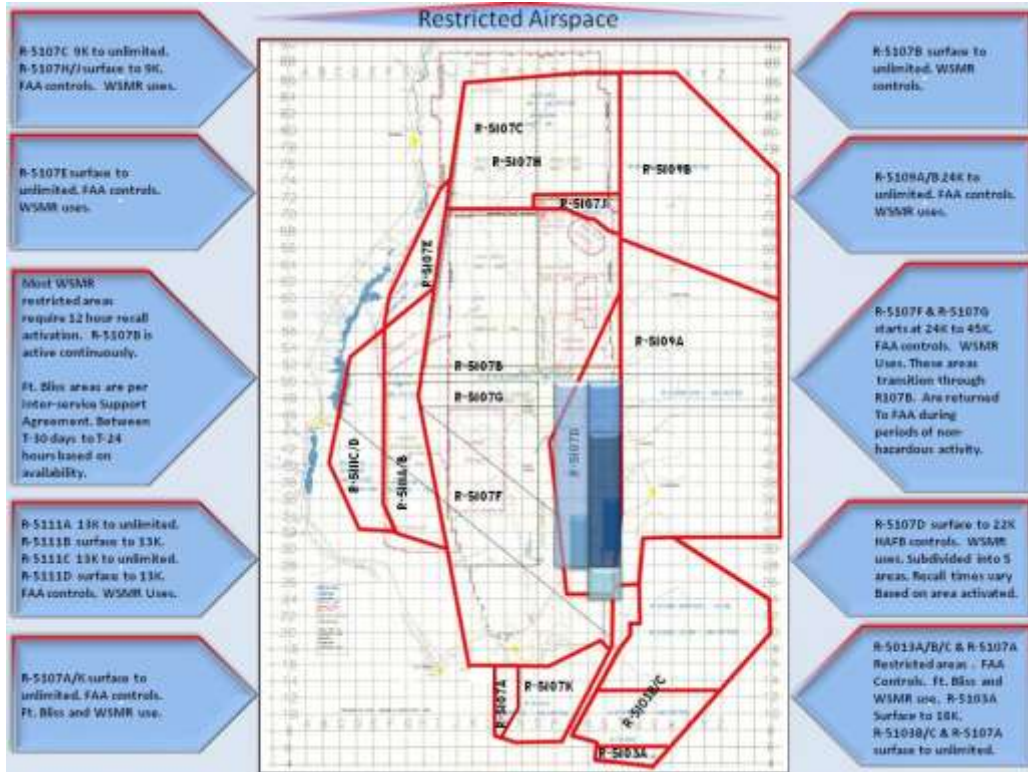 Restricted Airspace
R-5107C 9K to unlimited.
R-5107H/J surface to 9K.
FAA controls. WSMR uses.
R-5107E surface to
unlimited. FAA controls.
WSMR uses.
Most WSMR
restricted areas
require 12 hour recall
activation. R-5107B is
active continuously.
Ft. Bliss areas are per
Inter-service Support
Agreement. Between
T-30 days to T-24
hours based on
availability.
R-5111A 13K to unlimited.
R-5111B surface to 13K.
R-5111C 13K to unlimited.
R-5111D surface to 13K.
FAA controls. WSMR Uses.
R-5107A/K surface to
unlimited. FAA controls.
Ft. Bliss and WSMR use.
R-5107C
R-5107H
R-5109B
R-5107J
R-5107E
R-5107B
R-5109A
R-5107G
R-5107D
R-5111C/D
R-5111A/B
R-5107F
R-5107A
R-5107K
R-5103B/C
R-5103A
R-5107B surface to
unlimited. WSMR
controls.
R-5109A/B 24K to
unlimited. FAA controls.
WSMR uses.
R-5107F & R-5107G
starts at 24K to 45K.
FAA controls. WSMR
Uses. These areas
transition through
R107B. Are returned
To FAA during
periods of non-
hazardous activity.
R-5107D surface to 22K
HAFB controls. WSMR
uses. Subdivided into 5
areas. Recall times vary
Based on area activated.
R-5013A/B/C & R-5107A
Restricted areas . FAA
Controls. Ft. Bliss and
WSMR use. R-5103A
Surface to 18K.
R-5103B/C & R-5107A
surface to unlimited.